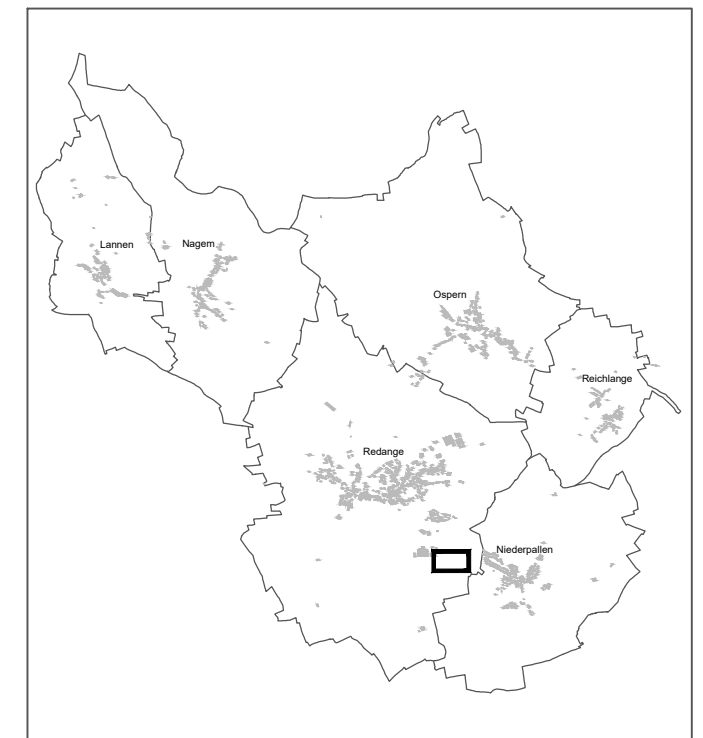 Lannen
Nagem
Ospern
Reichlange
Redange
Niederpallen